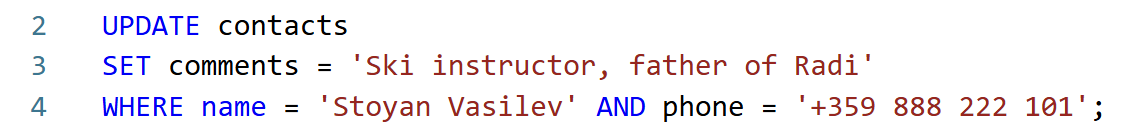 2 UPDATE contacts
3 SET comments = 'Ski instructor, father of Radi'
4 WHERE name = 'Stoyan Vasilev' AND phone = '+359 888 222 101';